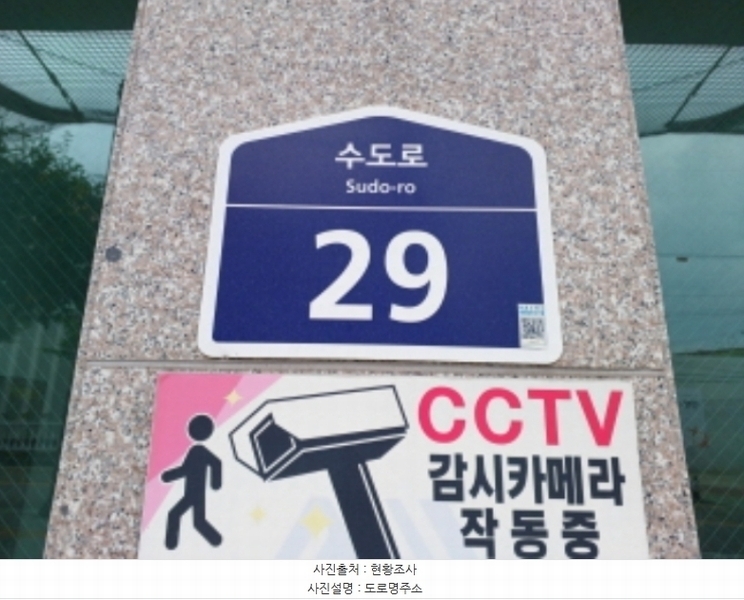 수도로
Sudo-ro
29
CCTV
감시카메라
작동중
사진출처 : 현황조사
사진설명 : 도로명주소